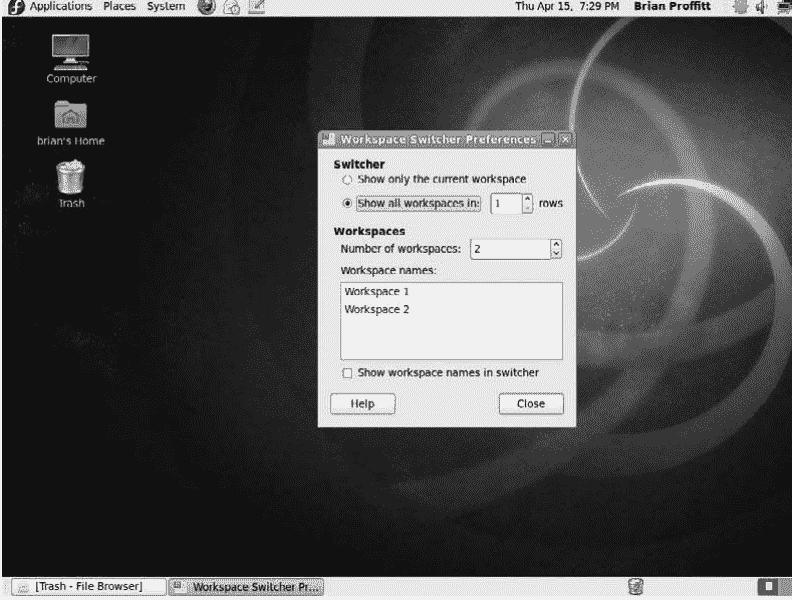 Applications Places System Thu Apr 15, 7:29 PM Brian Proffitt
Computer
brian's Home
Trash
Workspace Switcher Preferences
Switcher
Show only the current workspace
Show all workspaces in: 1 rows
Workspaces
Number of workspaces: 2
Workspace names:
Workspace 1
Workspace 2
Show workspace names in switcher
Help Close
[Trash - File Browser] Workspace Switcher Pr...